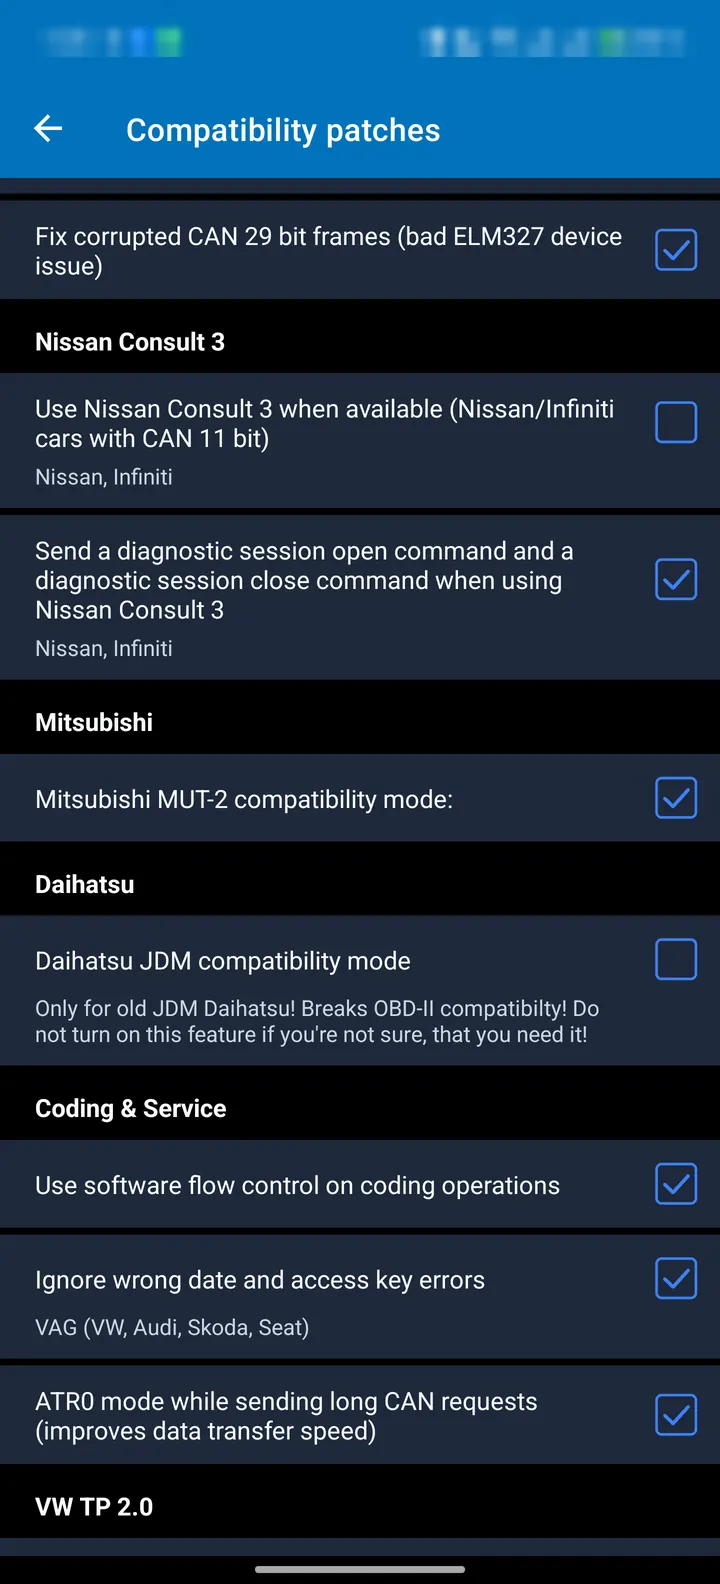 Compatibility patches
Fix corrupted CAN 29 bit frames (bad ELM327 device
issue)
Nissan Consult 3
Use Nissan Consult 3 when available (Nissan/Infiniti
cars with CAN 11 bit)
Nissan, Infiniti
Send a diagnostic session open command and a
diagnostic session close command when using
Nissan Consult 3
Nissan, Infiniti
Mitsubishi
Mitsubishi MUT-2 compatibility mode:
Daihatsu
Daihatsu JDM compatibility mode
Only for old JDM Daihatsu! Breaks OBD-II compatibilty! Do
not turn on this feature if you're not sure, that you need it!
Coding & Service
Use software flow control on coding operations
Ignore wrong date and access key errors
VAG (VW, Audi, Skoda, Seat)
ATR0 mode while sending long CAN requests
(improves data transfer speed)
VW TP 2.0